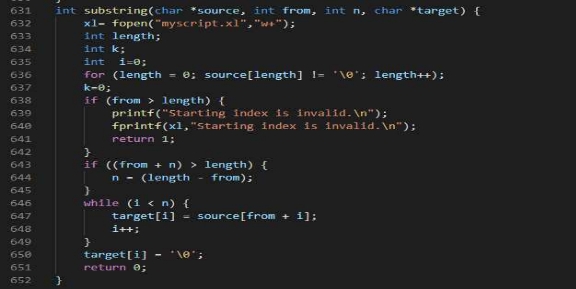 631 int substring(char *source, int from, int n, char *target) {
632 xl= fopen("myscript.xl","w+");
633 int length;
634 int k;
635 int i=0;
636 for (length = 0; source[length] != '\0'; length++);
637 k=0;
638 if (from > length) {
639 printf("Starting index is invalid.\n");
640 fprintf(xl,"Starting index is invalid.\n");
641 return 1;
642 }
643 if ((from + n) > length) {
644 n = (length - from);
645 }
646 while (i < n) {
647 target[i] = source[from + i];
648 i++;
649 }
650 target[i] = '\0';
651 return 0;
652 }